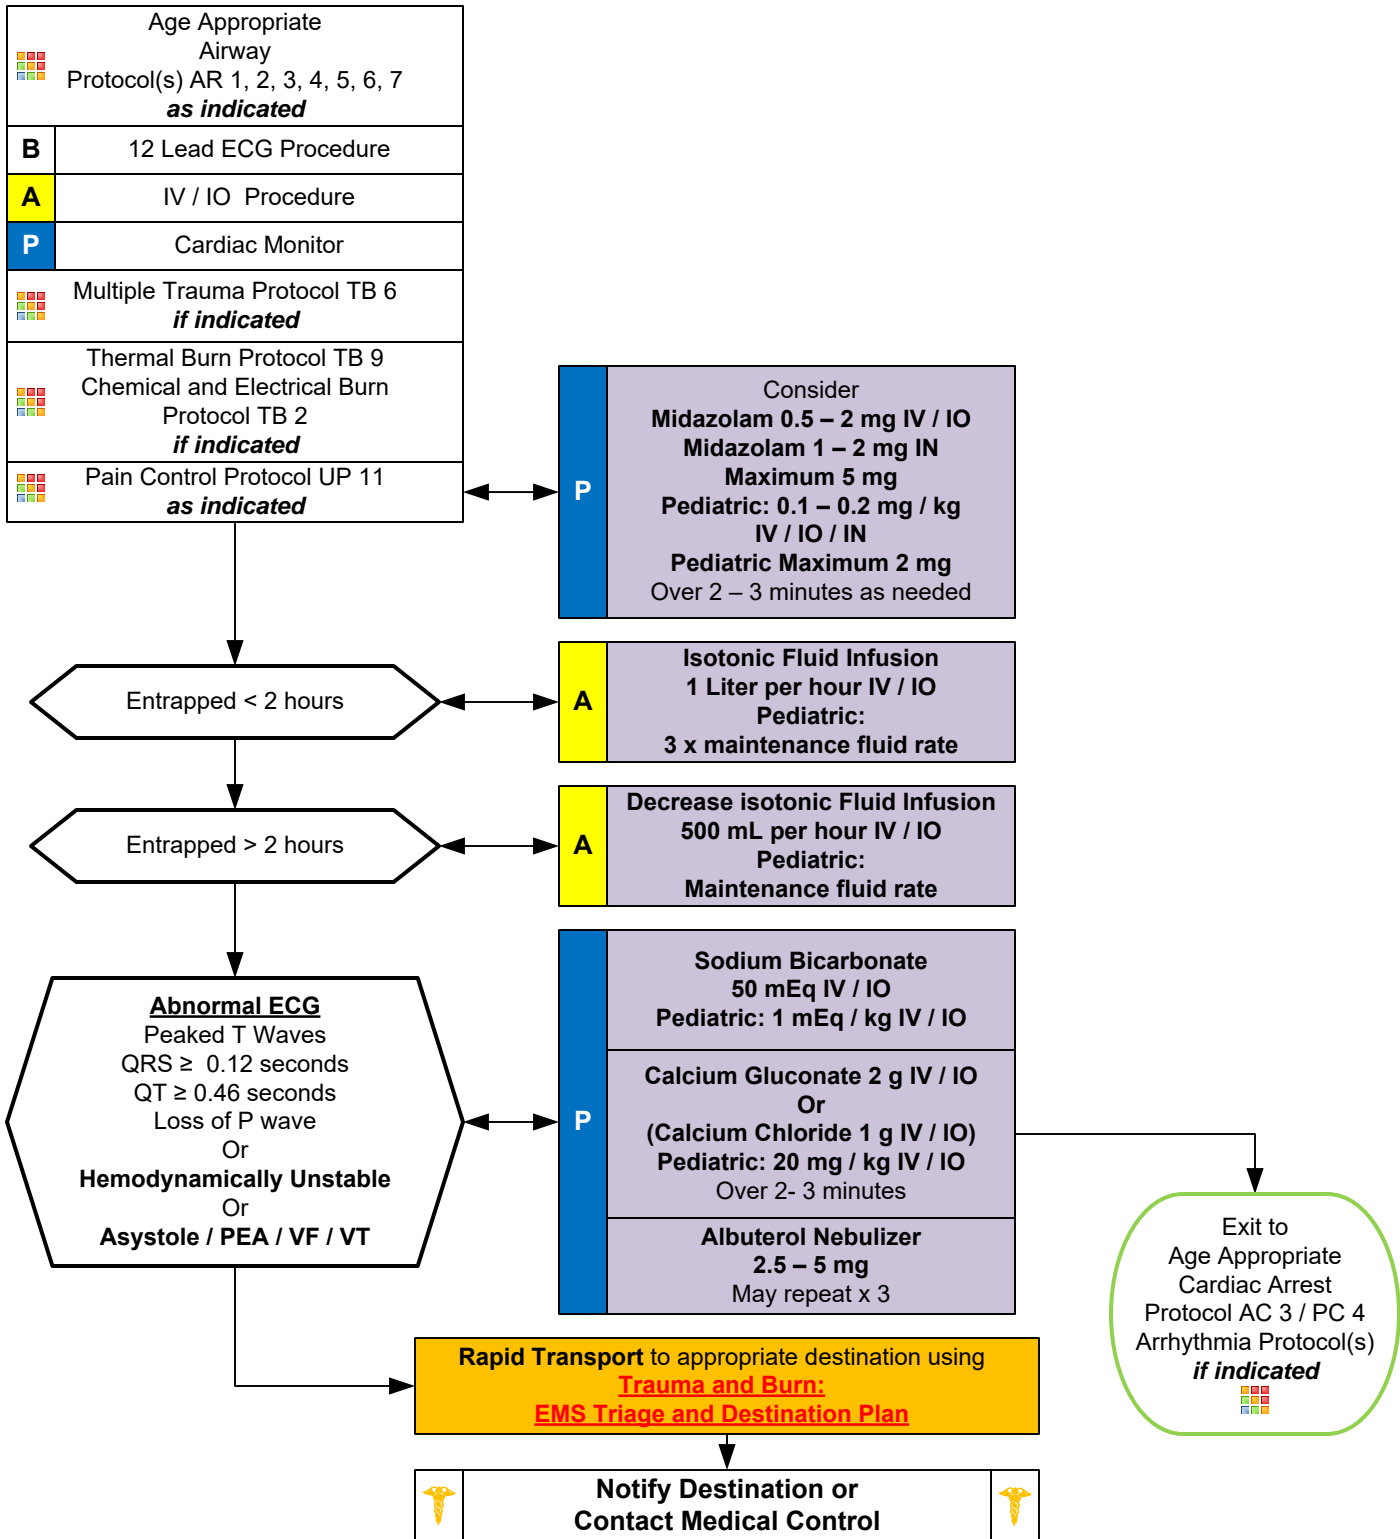 Age Appropriate
Airway
Protocol(s) AR 1, 2, 3, 4, 5, 6, 7
as indicated
B
12 Lead ECG Procedure
A
IV / IO  Procedure
P
Cardiac Monitor
Multiple Trauma Protocol TB 6
if indicated
Thermal Burn Protocol TB 9
Chemical and Electrical Burn
Protocol TB 2
if indicated
Pain Control Protocol UP 11
as indicated
P
Consider
Midazolam 0.5 – 2 mg IV / IO
Midazolam 1 – 2 mg IN
Maximum 5 mg
Pediatric: 0.1 – 0.2 mg / kg
IV / IO / IN
Pediatric Maximum 2 mg
Over 2 – 3 minutes as needed
Entrapped < 2 hours
A
Isotonic Fluid Infusion
1 Liter per hour IV / IO
Pediatric:
3 x maintenance fluid rate
Entrapped > 2 hours
A
Decrease isotonic Fluid Infusion
500 mL per hour IV / IO
Pediatric:
Maintenance fluid rate
Abnormal ECG
Peaked T Waves
QRS ≥  0.12 seconds
QT ≥ 0.46 seconds
Loss of P wave
Or
Hemodynamically Unstable
Or
Asystole / PEA / VF / VT
P
Sodium Bicarbonate
50 mEq IV / IO
Pediatric: 1 mEq / kg IV / IO
Calcium Gluconate 2 g IV / IO
Or
(Calcium Chloride 1 g IV / IO)
Pediatric: 20 mg / kg IV / IO
Over 2- 3 minutes
Albuterol Nebulizer
2.5 – 5 mg
May repeat x 3
Exit to
Age Appropriate
Cardiac Arrest
Protocol AC 3 / PC 4
Arrhythmia Protocol(s)
if indicated
Rapid Transport to appropriate destination using
Trauma and Burn:
EMS Triage and Destination Plan
Notify Destination or
Contact Medical Control